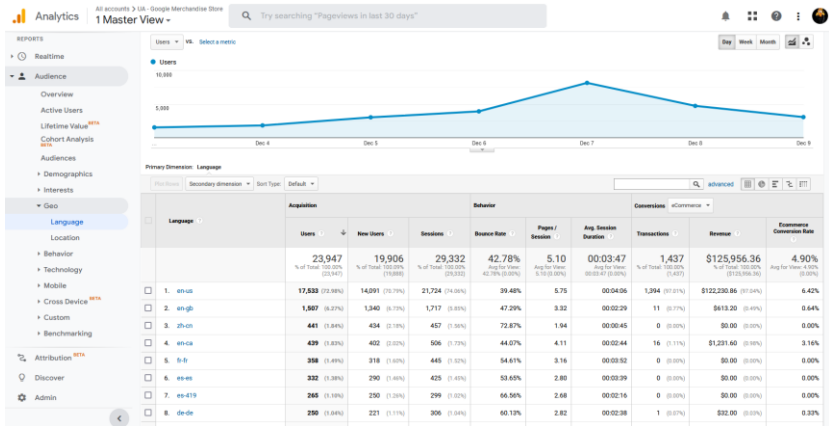 Analytics
All accounts > UA - Google Merchandise Store
1 Master View
Try searching "Pageviews in last 30 days"
REPORTS
Realtime
Audience
Overview
Active Users
Lifetime Value BETA
Cohort Analysis
BETA
Audiences
Demographics
Interests
Geo
Language
Location
Behavior
Technology
Mobile
Cross Device BETA
Custom
Benchmarking
Attribution BETA
Discover
Admin
Users VS. Select a metric
Day Week Month
Users
10,000
5,000
... Dec 4 Dec 5 Dec 6 Dec 7 Dec 8 Dec 9
Primary Dimension: Language
Plot Rows Secondary dimension Sort Type: Default advanced
Acquisition Behavior Conversions eCommerce
Language Users New Users Sessions Bounce Rate Pages / Session Avg. Session Duration Transactions Revenue Ecommerce Conversion Rate
23,947 19,906 29,332 42.78% 5.10 00:03:47 1,437 $125,956.36 4.90%
% of Total: 100.00% % of Total: 100.09% % of Total: 100.00% Avg for View: Avg for View: Avg for View: % of Total: 100.00% % of Total: 100.00% Avg for View: 4.90%
(23,947) (19,888) (29,332) 42.78% (0.00%) 5.10 (0.00%) 00:03:47 (0.00%) (1,437) ($125,956.36) (0.00%)
1. en-us 17,533 (72.98%) 14,091 (70.79%) 21,724 (74.06%) 39.48% 5.75 00:04:06 1,394 (97.01%) $122,230.86 (97.04%) 6.42%
2. en-gb 1,507 (6.27%) 1,340 (6.73%) 1,717 (5.85%) 47.29% 3.32 00:02:29 11 (0.77%) $613.20 (0.49%) 0.64%
3. zh-cn 441 (1.84%) 434 (2.18%) 457 (1.56%) 72.87% 1.94 00:00:45 0 (0.00%) $0.00 (0.00%) 0.00%
4. en-ca 439 (1.83%) 402 (2.02%) 506 (1.73%) 44.07% 4.11 00:02:44 16 (1.11%) $1,231.60 (0.98%) 3.16%
5. fr-fr 358 (1.49%) 318 (1.60%) 445 (1.52%) 54.61% 3.16 00:03:52 0 (0.00%) $0.00 (0.00%) 0.00%
6. es-es 332 (1.38%) 290 (1.46%) 425 (1.45%) 53.65% 2.80 00:03:39 0 (0.00%) $0.00 (0.00%) 0.00%
7. es-419 265 (1.10%) 250 (1.26%) 299 (1.02%) 66.56% 2.68 00:02:16 0 (0.00%) $0.00 (0.00%) 0.00%
8. de-de 250 (1.04%) 221 (1.11%) 306 (1.04%) 60.13% 2.82 00:02:38 1 (0.07%) $32.00 (0.03%) 0.33%